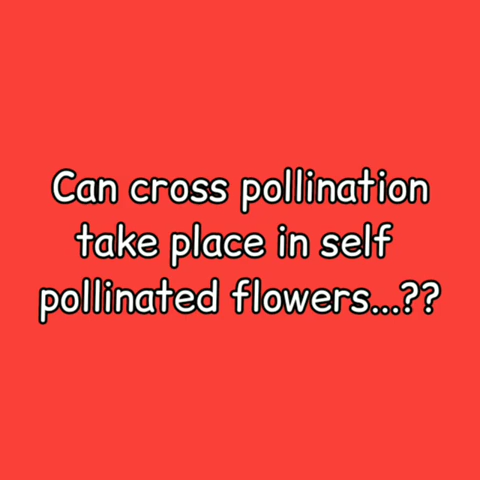 Can cross pollination
take place in self
pollinated flowers...??